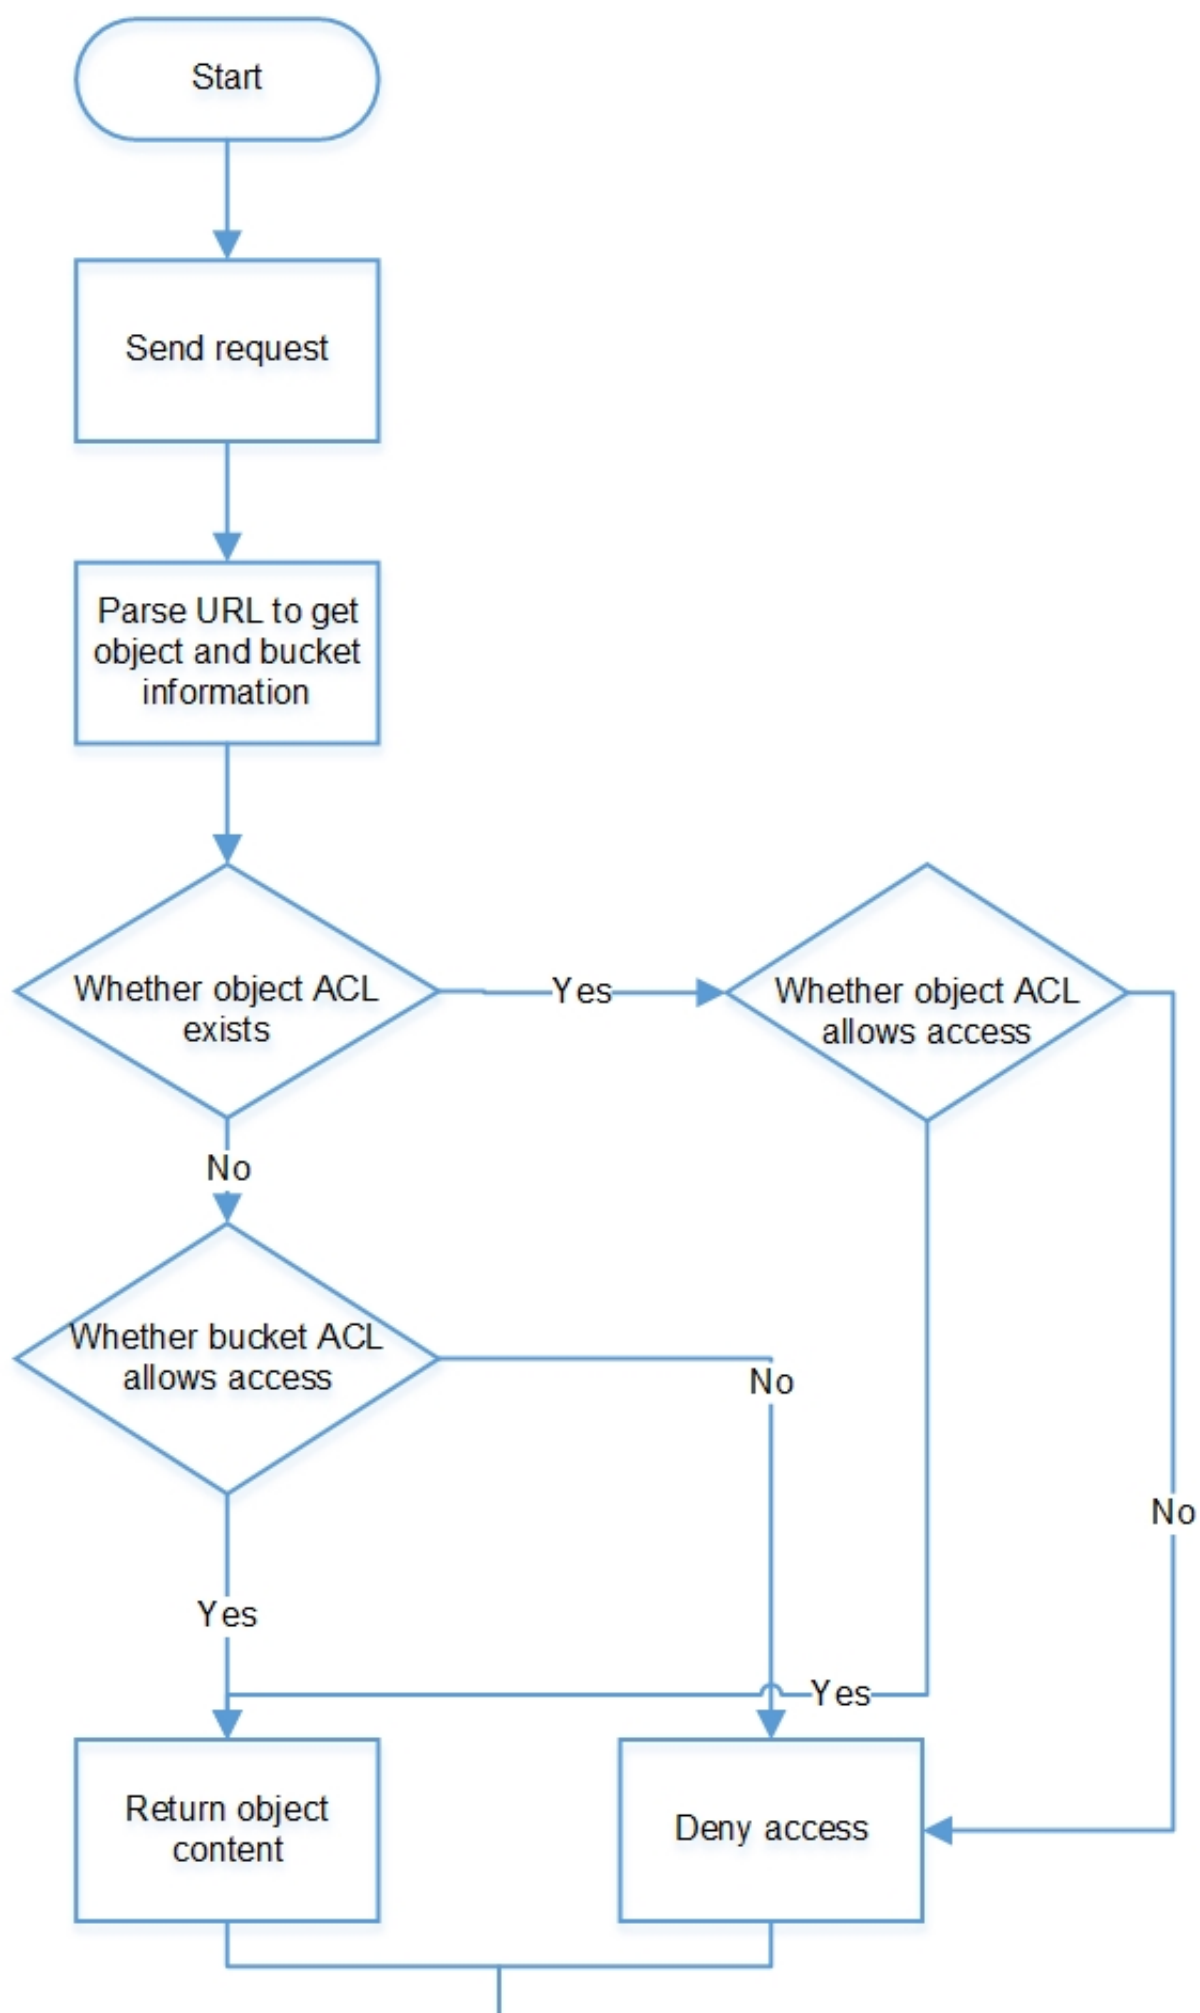 Start
Send request
Parse URL to get
object and bucket
information
Whether object ACL
exists
Yes
Whether object ACL
allows access
No
Whether bucket ACL
allows access
No
No
Yes
Yes
Return object
content
Deny access